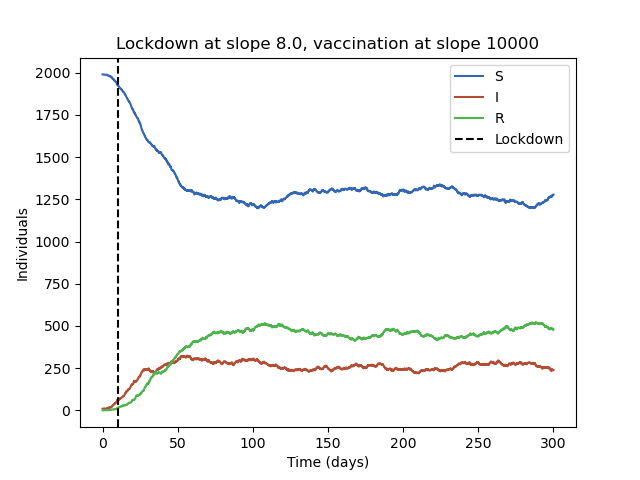 Lockdown at slope 8.0, vaccination at slope 10000
2000
1750
1500
1250
1000
750
500
250
0
Individuals
S
I
R
Lockdown
0 50 100 150 200 250 300
Time (days)